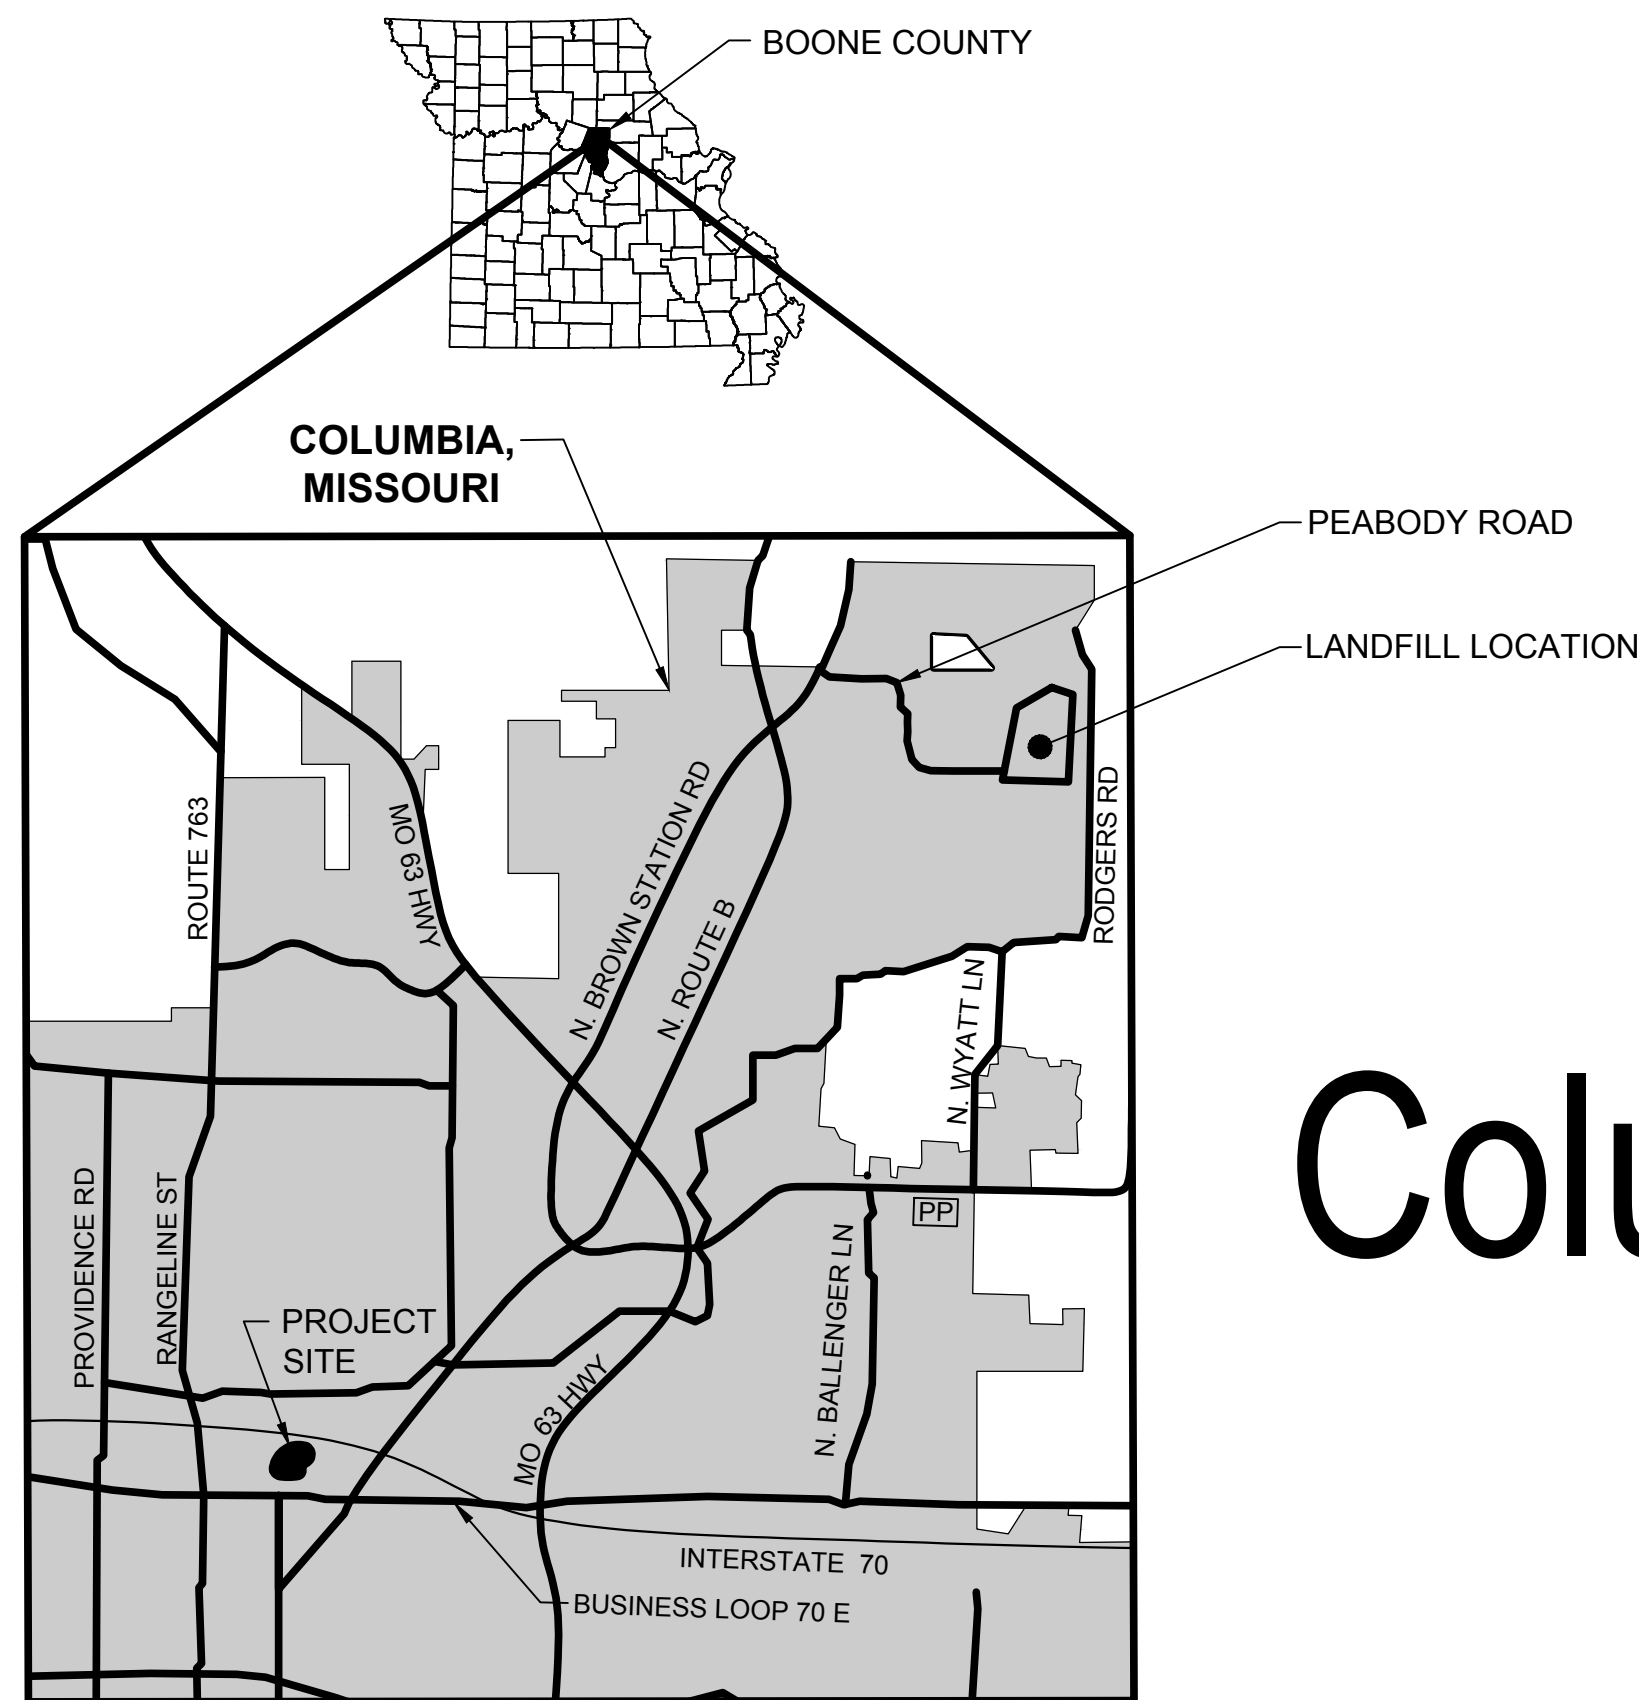 BOONE COUNTY
COLUMBIA,
MISSOURI
PEABODY ROAD
LANDFILL LOCATION
ROUTE 763
MO 63 HWY
N. BROWN STATION RD
N. ROUTE B
RODGERS RD
N. WYATT LN
Colu
PROVIDENCE RD
RANGELINE ST
PP
N. BALLENGER LN
PROJECT
SITE
MO 63 HWY
INTERSTATE 70
BUSINESS LOOP 70 E